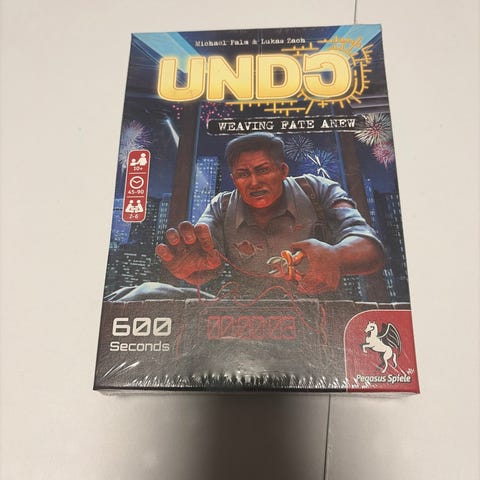 Michael Palm & Lukas Zach
UNDO
WEAVING FATE ANEW
10+
45-90
2-6
600
Seconds
Pegasus Spiele